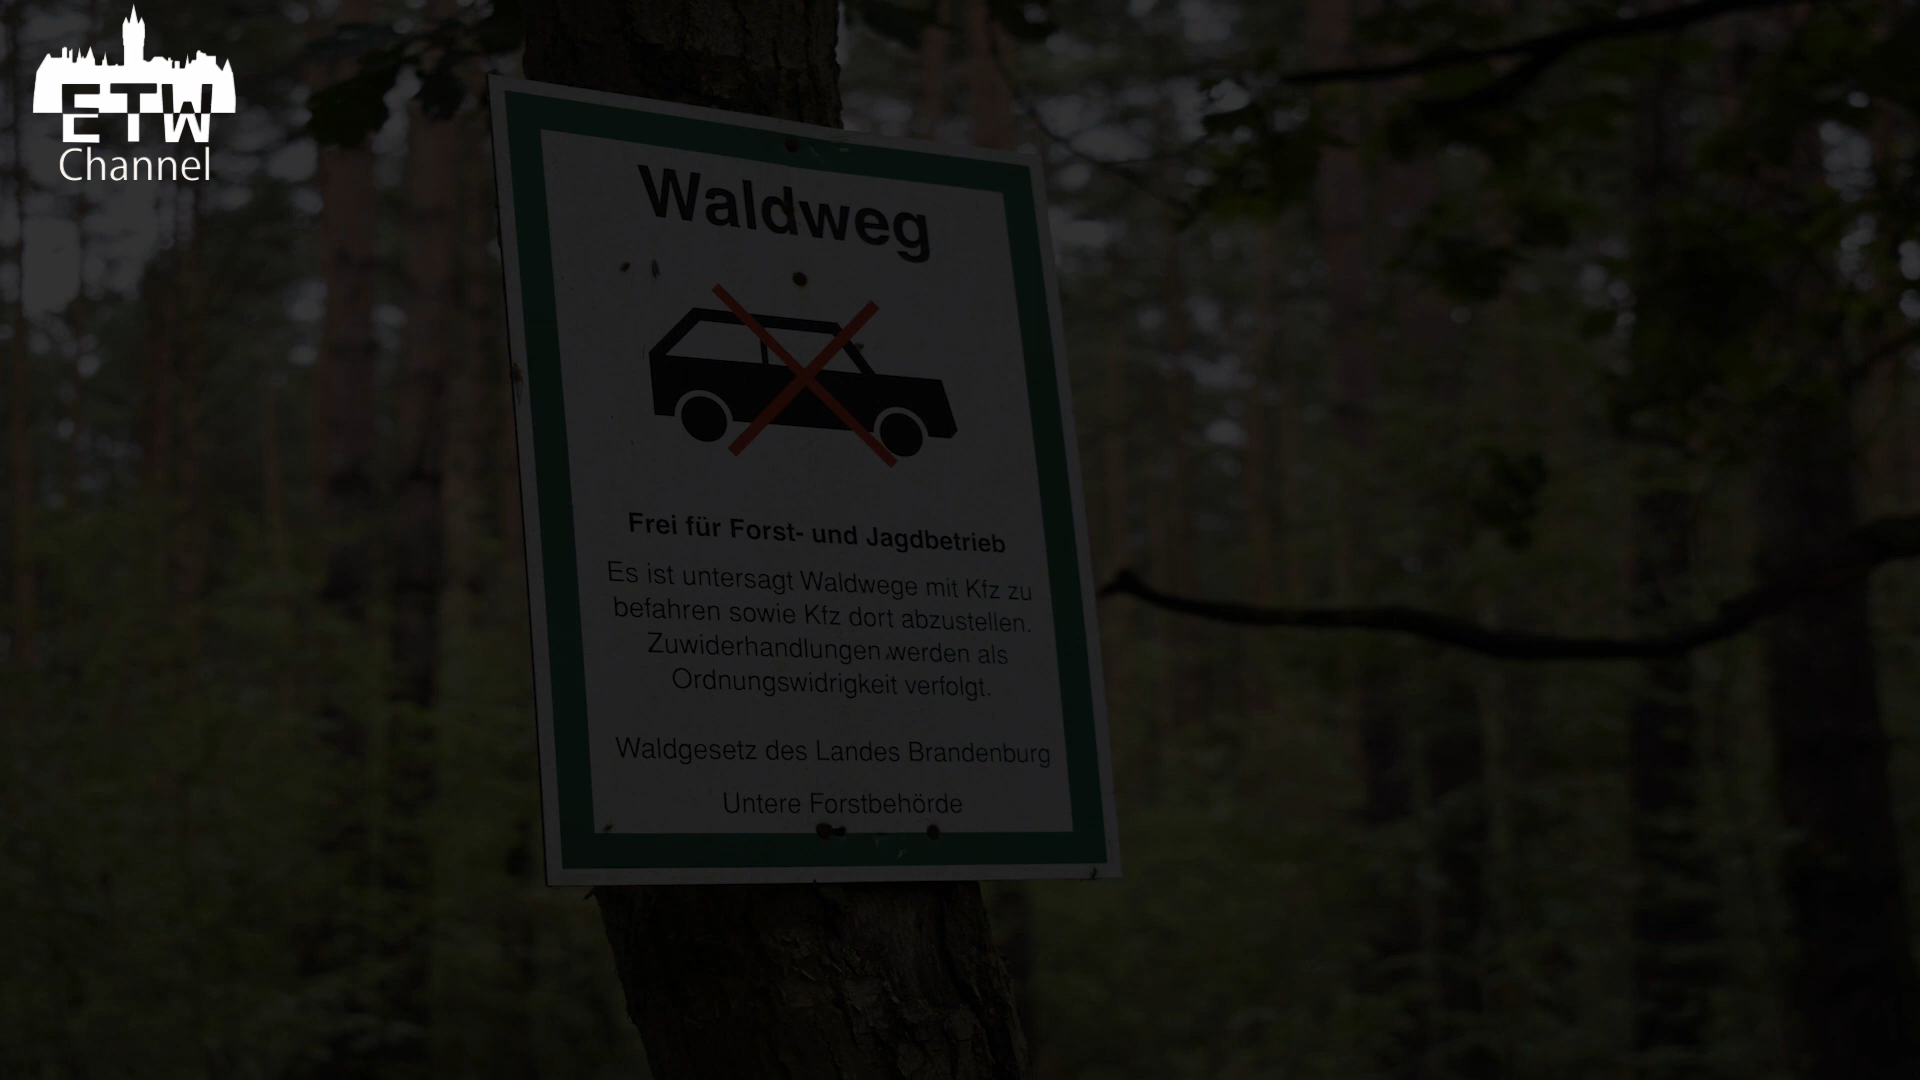 ETW
Channel
Waldweg
Frei für Forst- und Jagdbetrieb
Es ist untersagt Waldwege mit Kfz zu
befahren sowie Kfz dort abzustellen.
Zuwiderhandlungen werden als
Ordnungswidrigkeit verfolgt.
Waldgesetz des Landes Brandenburg
Untere Forstbehörde